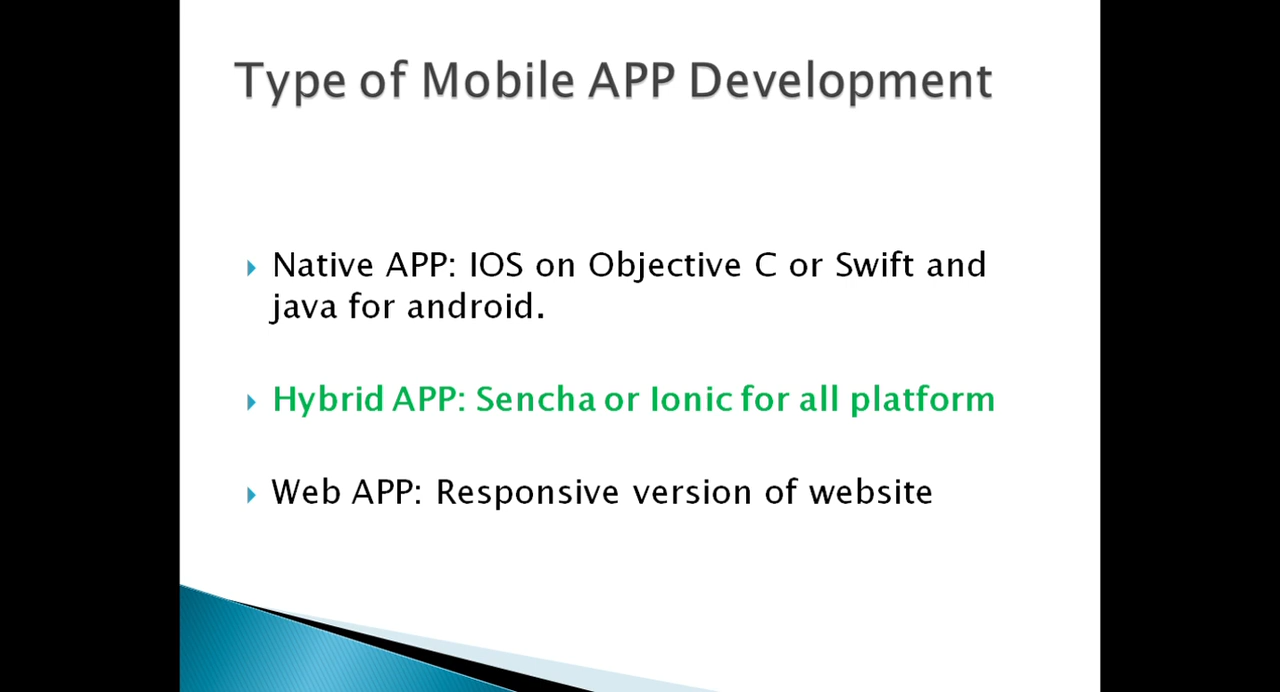 Type of Mobile APP Development
Native APP: IOS on Objective C or Swift and
java for android.
Hybrid APP: Sencha or Ionic for all platform
Web APP: Responsive version of website